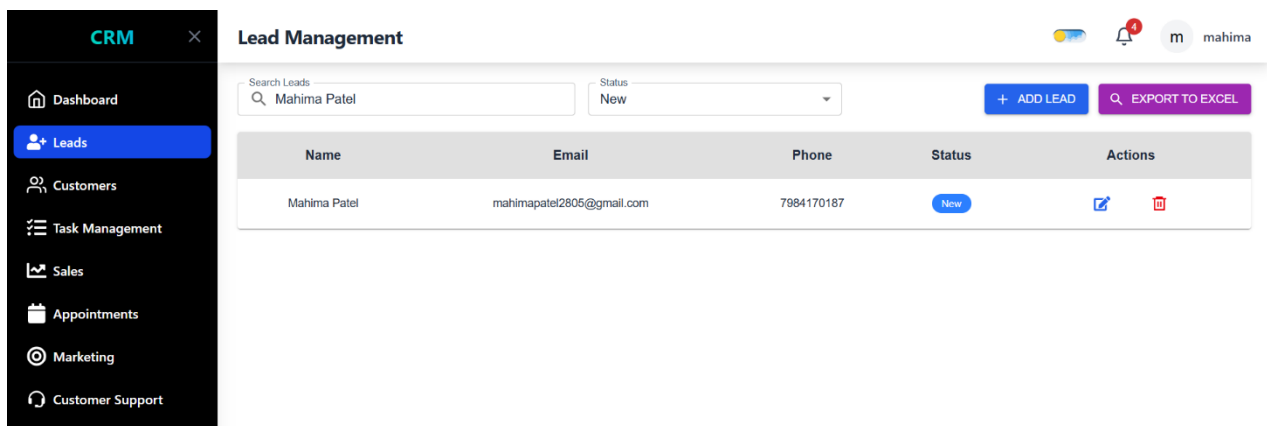 CRM
Lead Management
4
m mahima
Dashboard
Leads
Customers
Task Management
Sales
Appointments
Marketing
Customer Support
Search Leads
Mahima Patel
Status
New
+ ADD LEAD
EXPORT TO EXCEL
Name Email Phone Status Actions
Mahima Patel mahimapatel2805@gmail.com 7984170187 New